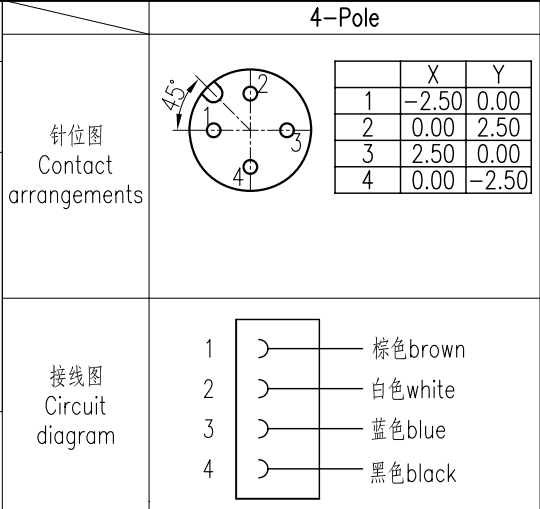 4-Pole
针位图
Contact
arrangements
45°
1
2
3
4
X Y
1 -2.50 0.00
2 0.00 2.50
3 2.50 0.00
4 0.00 -2.50
接线图
Circuit
diagram
1 棕色brown
2 白色white
3 蓝色blue
4 黑色black